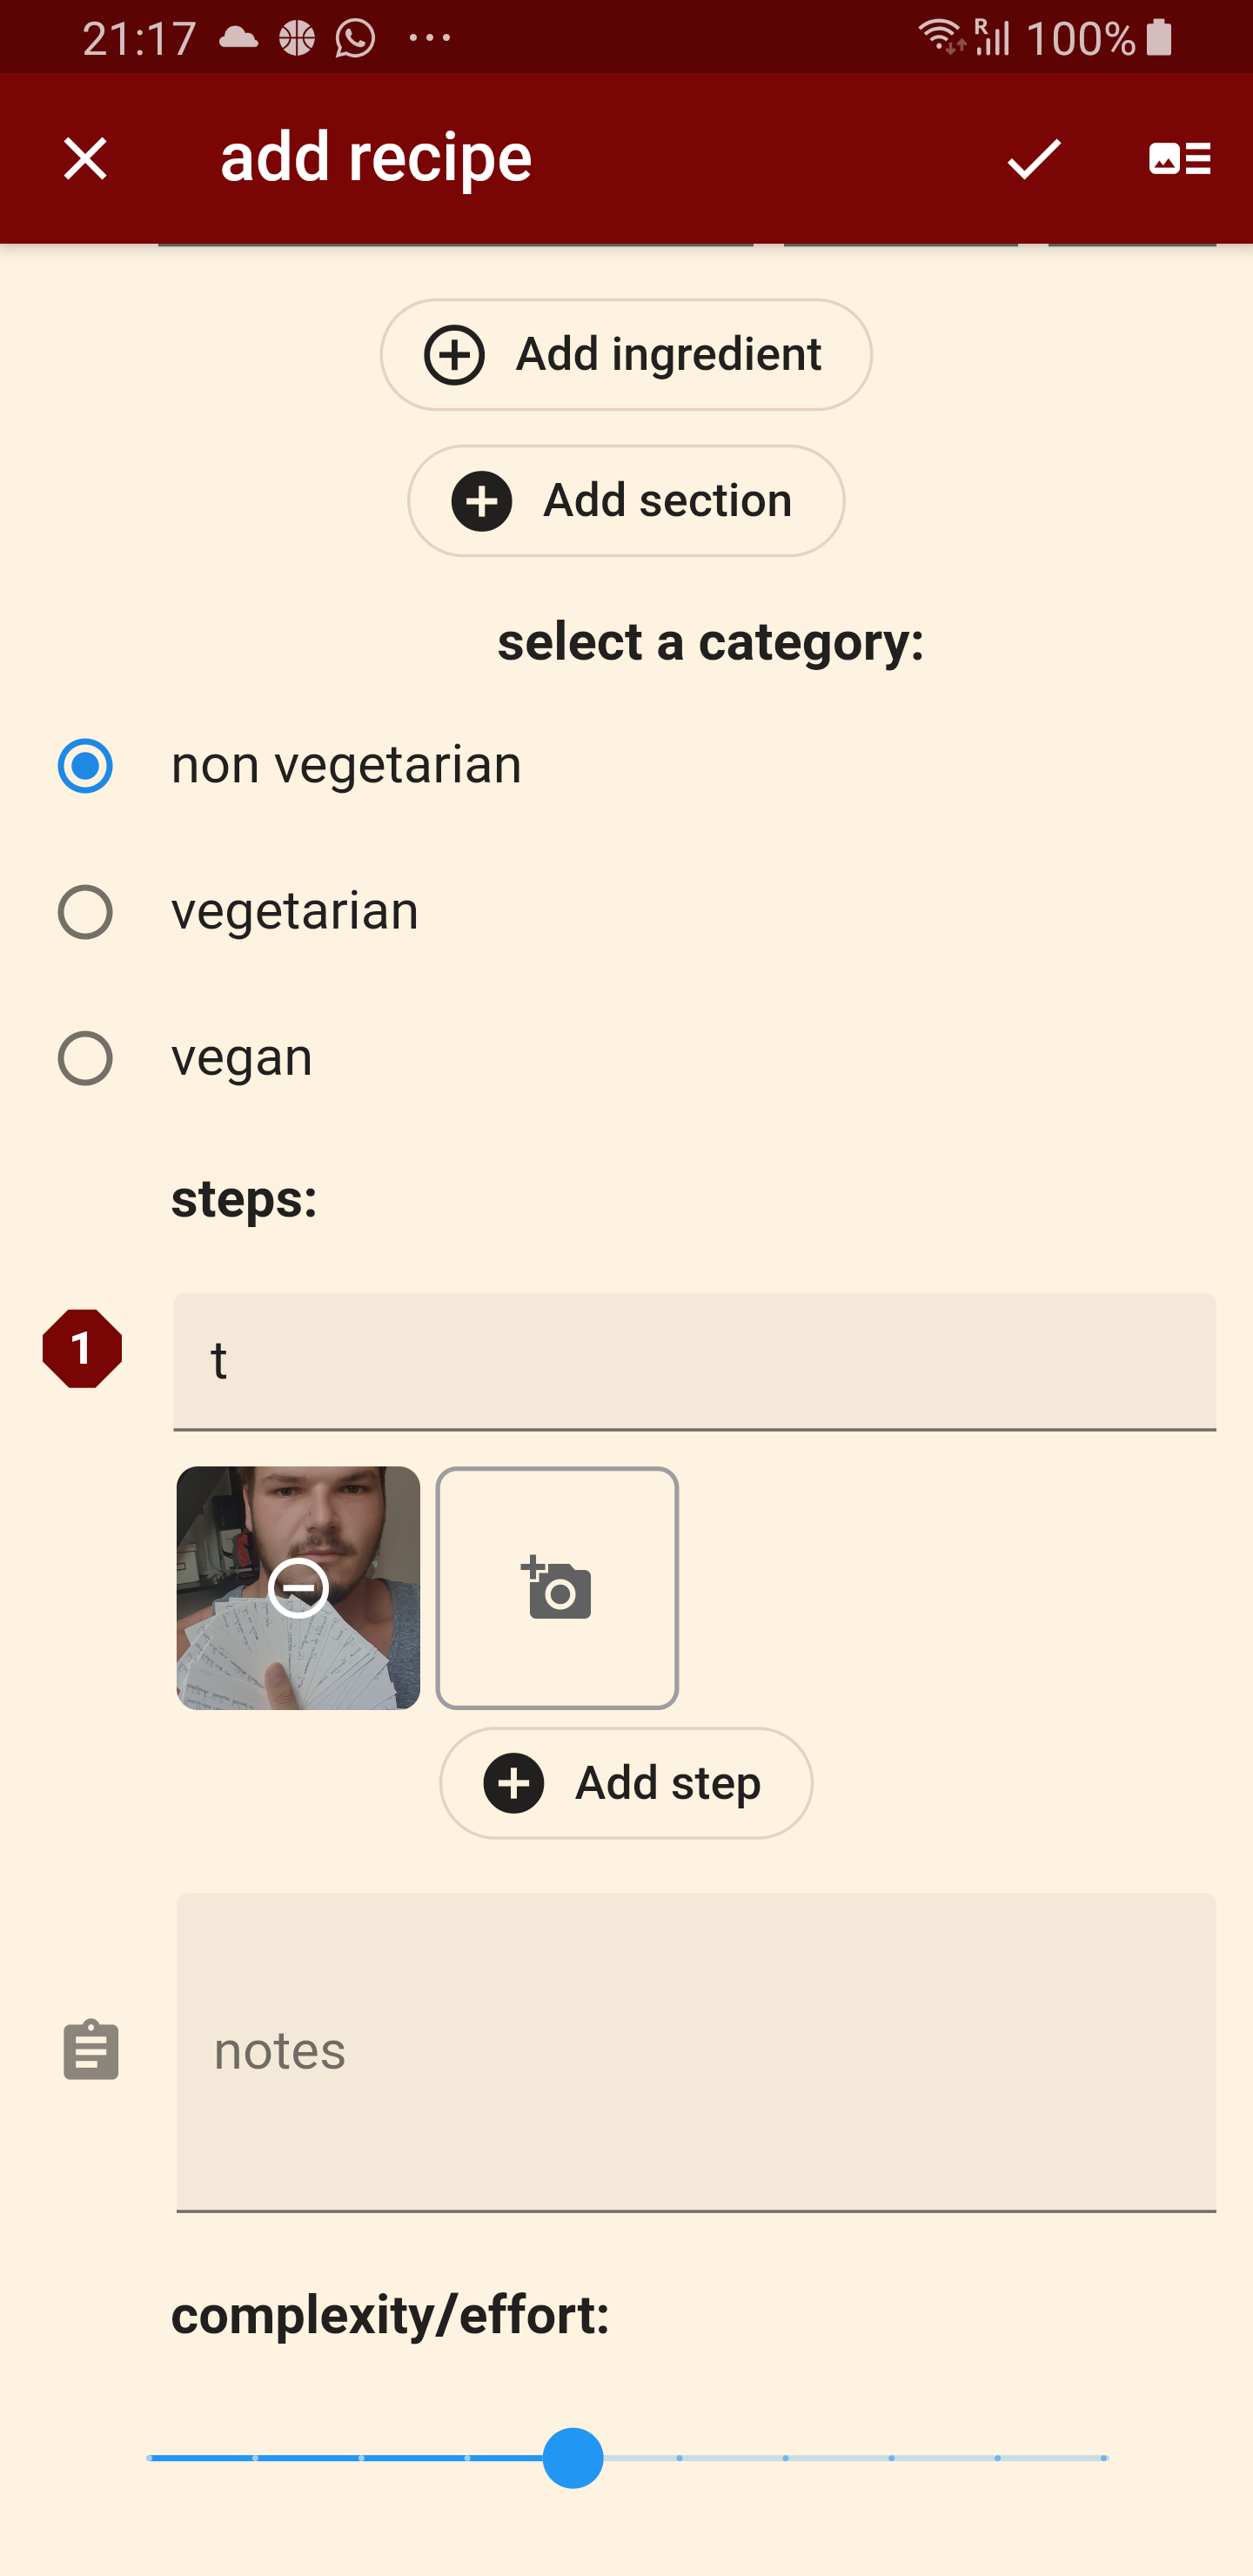 21:17 R 100%
add recipe
Add ingredient
Add section
select a category:
non vegetarian
vegetarian
vegan
steps:
1 t
Add step
notes
complexity/effort: